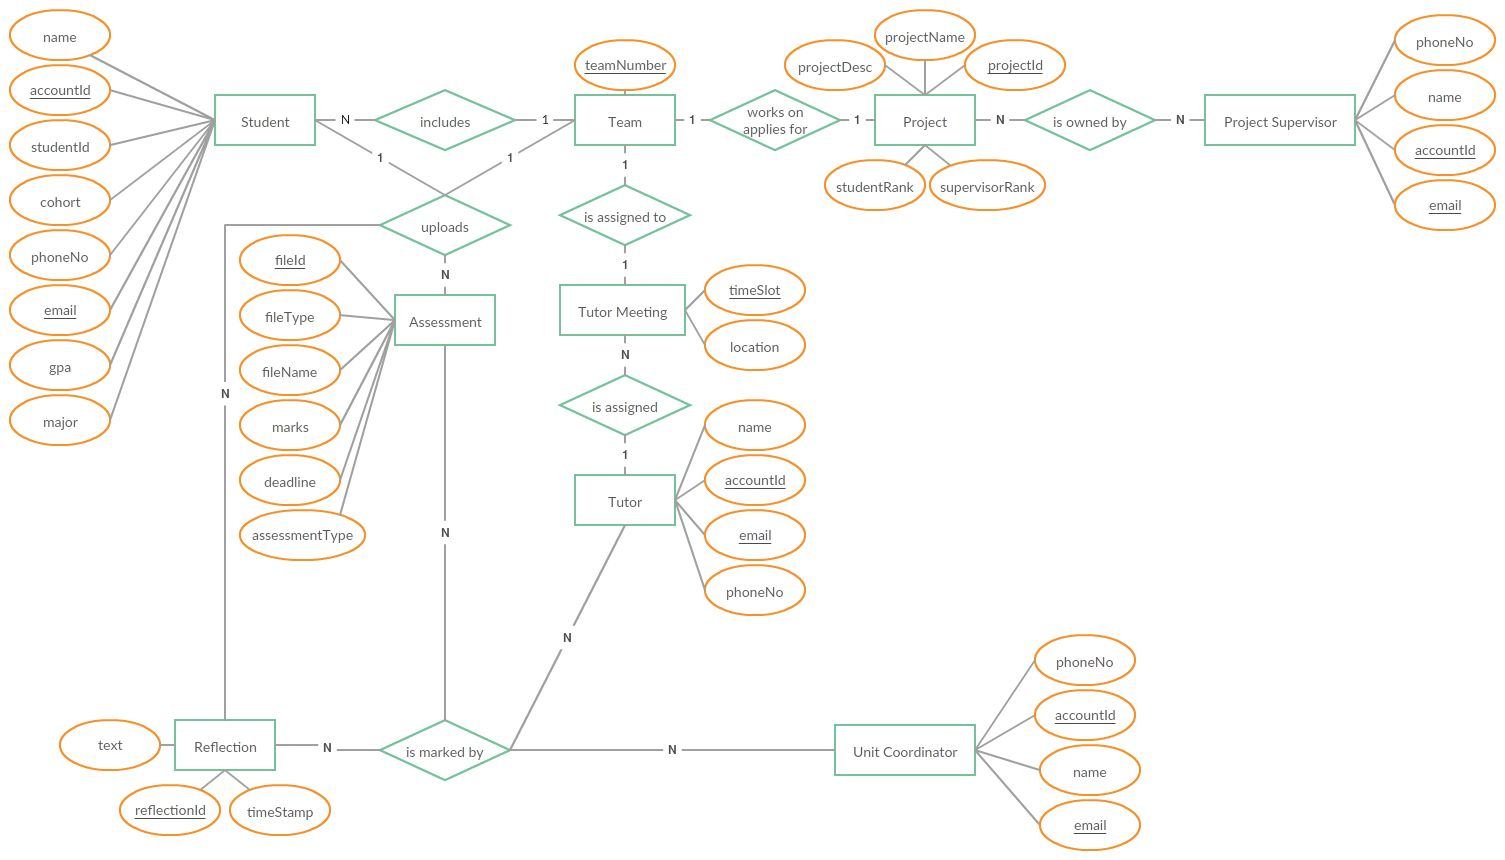 name
accountId
studentId
cohort
phoneNo
email
gpa
major
Student
N
includes
1
teamNumber
Team
1
works on
applies for
1
projectDesc
projectName
projectId
Project
studentRank
supervisorRank
N
is owned by
N
Project Supervisor
phoneNo
name
accountId
email
1
1
uploads
N
N
fileId
fileType
fileName
marks
deadline
assessmentType
Assessment
N
1
is assigned to
1
Tutor Meeting
timeSlot
location
N
is assigned
1
Tutor
name
accountId
email
phoneNo
N
text
Reflection
reflectionId
timeStamp
N
is marked by
N
Unit Coordinator
phoneNo
accountId
name
email